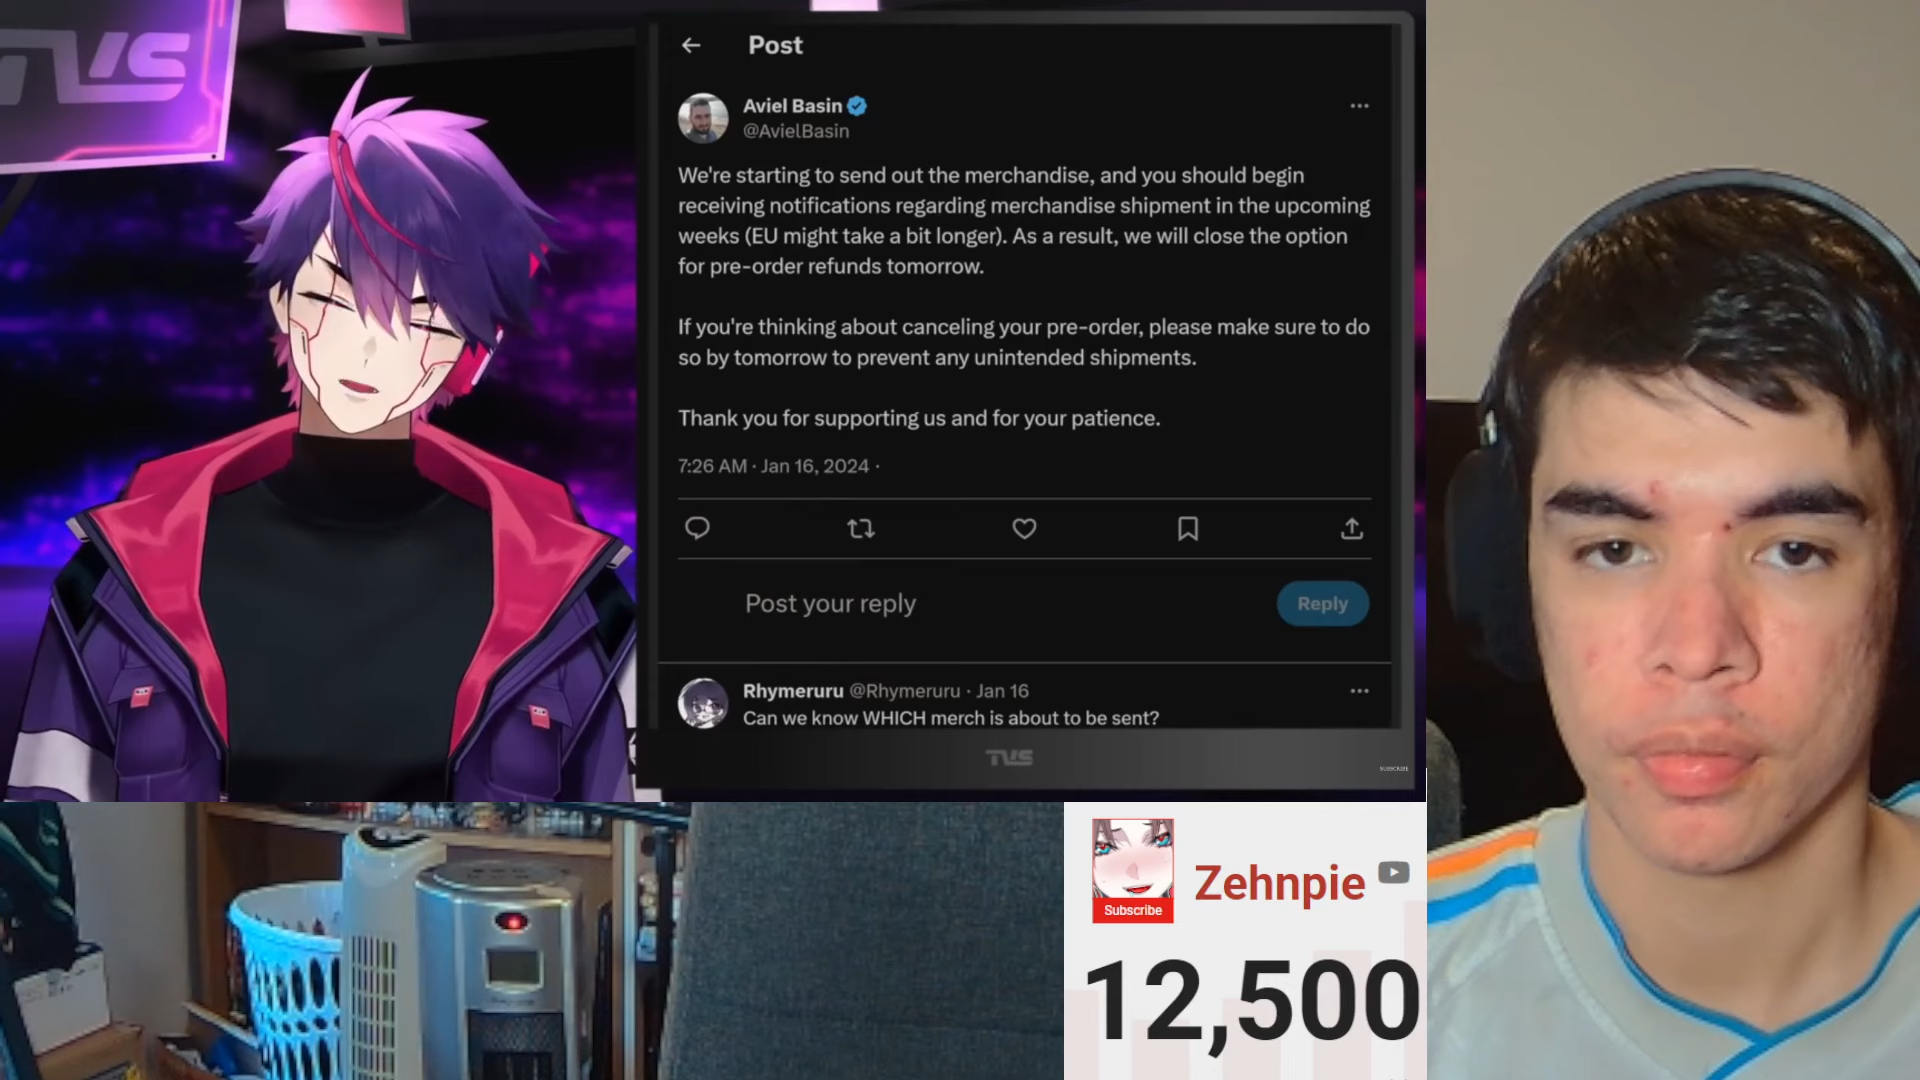 TVS
Post
Aviel Basin
@AvielBasin
We're starting to send out the merchandise, and you should begin
receiving notifications regarding merchandise shipment in the upcoming
weeks (EU might take a bit longer). As a result, we will close the option
for pre-order refunds tomorrow.
If you're thinking about canceling your pre-order, please make sure to do
so by tomorrow to prevent any unintended shipments.
Thank you for supporting us and for your patience.
7:26 AM · Jan 16, 2024 ·
Post your reply
Reply
Rhymeruru @Rhymeruru · Jan 16
Can we know WHICH merch is about to be sent?
TVS
SUBSCRIBE
Zehnpie
Subscribe
12,500